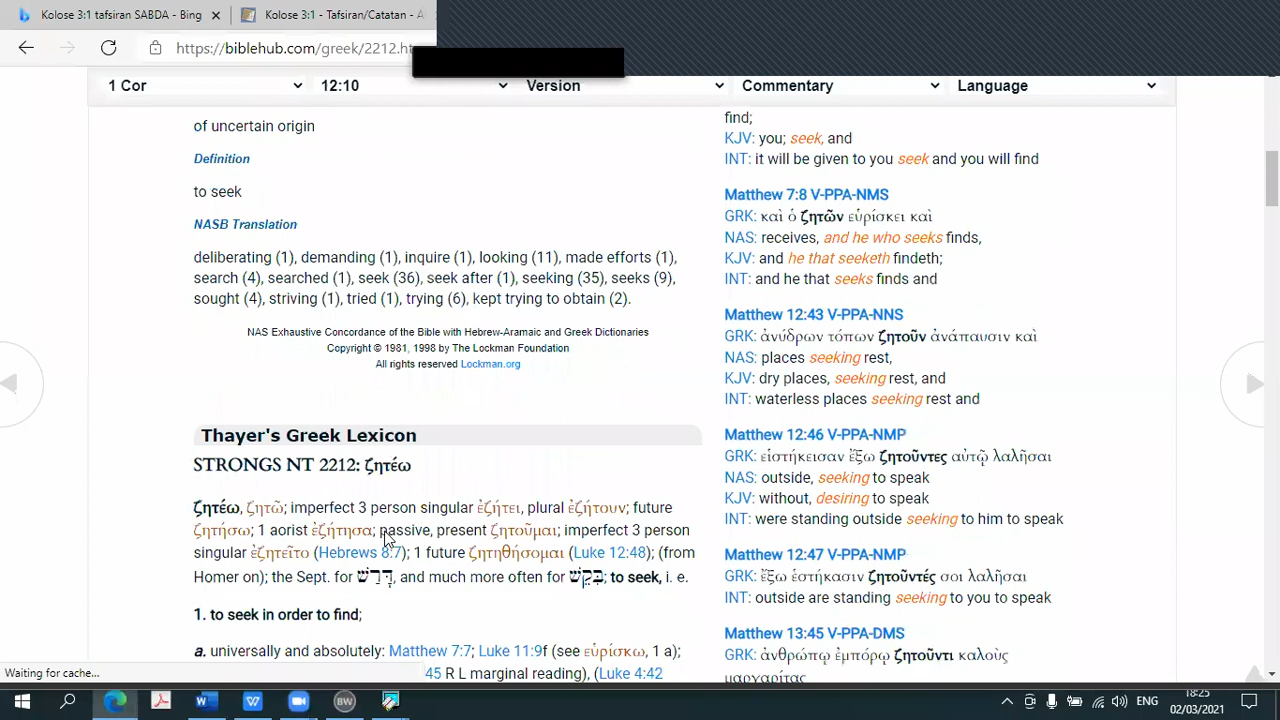 Kolose 3:1 tafsiran SABDA - Bing
Kolose 3:1 tafsiran - Catatan -
https://biblehub.com/greek/2212.ht
1 Cor
12:10
Version
Commentary
Language
of uncertain origin
Definition
to seek
NASB Translation
deliberating (1), demanding (1), inquire (1), looking (11), made efforts (1),
search (4), searched (1), seek (36), seek after (1), seeking (35), seeks (9),
sought (4), striving (1), tried (1), trying (6), kept trying to obtain (2).
NAS Exhaustive Concordance of the Bible with Hebrew-Aramaic and Greek Dictionaries
Copyright © 1981, 1998 by The Lockman Foundation
All rights reserved Lockman.org
Thayer's Greek Lexicon
STRONGS NT 2212: ζητέω
ζητέω, ζητῶ; imperfect 3 person singular ἐζήτει, plural ἐζήτουν; future
ζητήσω; 1 aorist ἐζήτησα; passive, present ζητοῦμαι; imperfect 3 person
singular ἐζητεῖτο (Hebrews 8:7); 1 future ζητηθήσομαι (Luke 12:48); (from
Homer on); the Sept. for דָּרַשׁ, and much more often for בִּקֵּשׁ; to seek, i. e.
1. to seek in order to find;
a. universally and absolutely: Matthew 7:7; Luke 11:9f (see εὑρίσκω, 1 a);
45 R L marginal reading), (Luke 4:42
find;
KJV: you; seek, and
INT: it will be given to you seek and you will find
Matthew 7:8 V-PPA-NMS
GRK: καὶ ὁ ζητῶν εὑρίσκει καὶ
NAS: receives, and he who seeks finds,
KJV: and he that seeketh findeth;
INT: and he that seeks finds and
Matthew 12:43 V-PPA-NNS
GRK: ἀνύδρων τόπων ζητοῦν ἀνάπαυσιν καὶ
NAS: places seeking rest,
KJV: dry places, seeking rest, and
INT: waterless places seeking rest and
Matthew 12:46 V-PPA-NMP
GRK: εἱστήκεισαν ἔξω ζητοῦντες αὐτῷ λαλῆσαι
NAS: outside, seeking to speak
KJV: without, desiring to speak
INT: were standing outside seeking to him to speak
Matthew 12:47 V-PPA-NMP
GRK: ἔξω ἑστήκασιν ζητοῦντές σοι λαλῆσαι
INT: outside are standing seeking to you to speak
Matthew 13:45 V-PPA-DMS
GRK: ἀνθρώπῳ ἐμπόρῳ ζητοῦντι καλοὺς
μαργαρίτας
Waiting for cache...
BW
ENG
18:25
02/03/2021